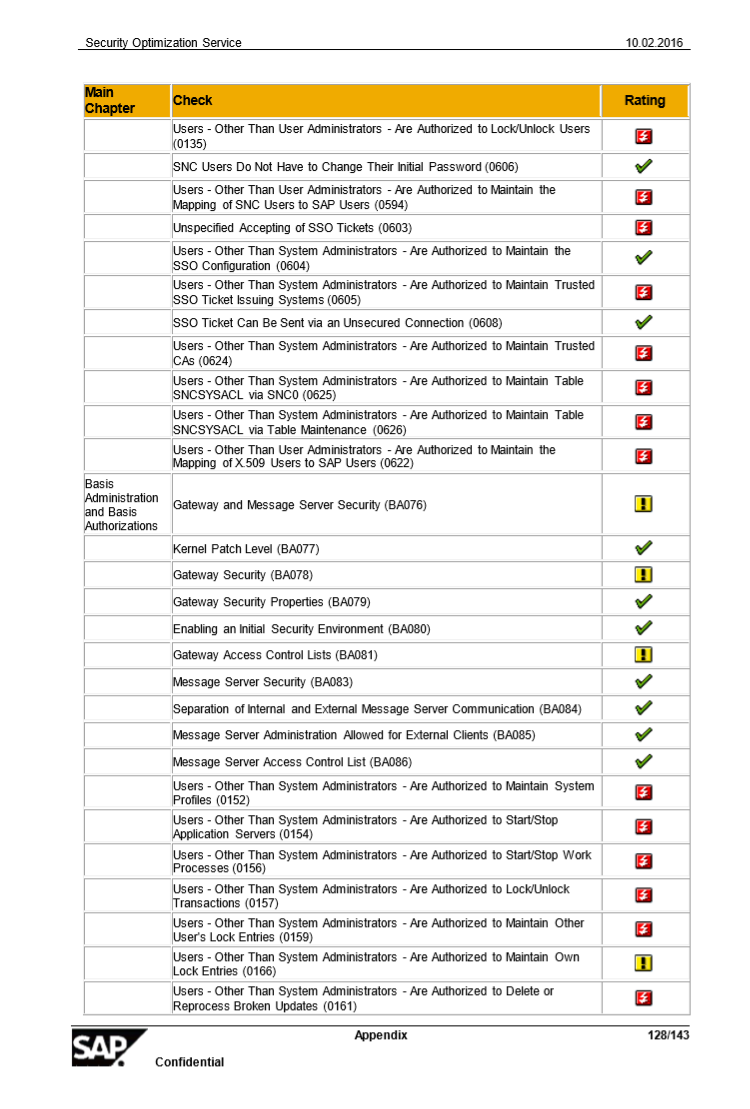 Security Optimization Service 10.02.2016
Main
Chapter
Check
Rating
Users - Other Than User Administrators - Are Authorized to Lock/Unlock Users
(0135)
SNC Users Do Not Have to Change Their Initial Password (0606)
Users - Other Than User Administrators - Are Authorized to Maintain the
Mapping of SNC Users to SAP Users (0594)
Unspecified Accepting of SSO Tickets (0603)
Users - Other Than System Administrators - Are Authorized to Maintain the
SSO Configuration (0604)
Users - Other Than System Administrators - Are Authorized to Maintain Trusted
SSO Ticket Issuing Systems (0605)
SSO Ticket Can Be Sent via an Unsecured Connection (0608)
Users - Other Than System Administrators - Are Authorized to Maintain Trusted
CAs (0624)
Users - Other Than System Administrators - Are Authorized to Maintain Table
SNCSYSACL via SNC0 (0625)
Users - Other Than System Administrators - Are Authorized to Maintain Table
SNCSYSACL via Table Maintenance (0626)
Users - Other Than User Administrators - Are Authorized to Maintain the
Mapping of X.509 Users to SAP Users (0622)
Basis
Administration
and Basis
Authorizations
Gateway and Message Server Security (BA076)
Kernel Patch Level (BA077)
Gateway Security (BA078)
Gateway Security Properties (BA079)
Enabling an Initial Security Environment (BA080)
Gateway Access Control Lists (BA081)
Message Server Security (BA083)
Separation of Internal and External Message Server Communication (BA084)
Message Server Administration Allowed for External Clients (BA085)
Message Server Access Control List (BA086)
Users - Other Than System Administrators - Are Authorized to Maintain System
Profiles (0152)
Users - Other Than System Administrators - Are Authorized to Start/Stop
Application Servers (0154)
Users - Other Than System Administrators - Are Authorized to Start/Stop Work
Processes (0156)
Users - Other Than System Administrators - Are Authorized to Lock/Unlock
Transactions (0157)
Users - Other Than System Administrators - Are Authorized to Maintain Other
User's Lock Entries (0159)
Users - Other Than System Administrators - Are Authorized to Maintain Own
Lock Entries (0166)
Users - Other Than System Administrators - Are Authorized to Delete or
Reprocess Broken Updates (0161)
Appendix 128/143
SAP
Confidential